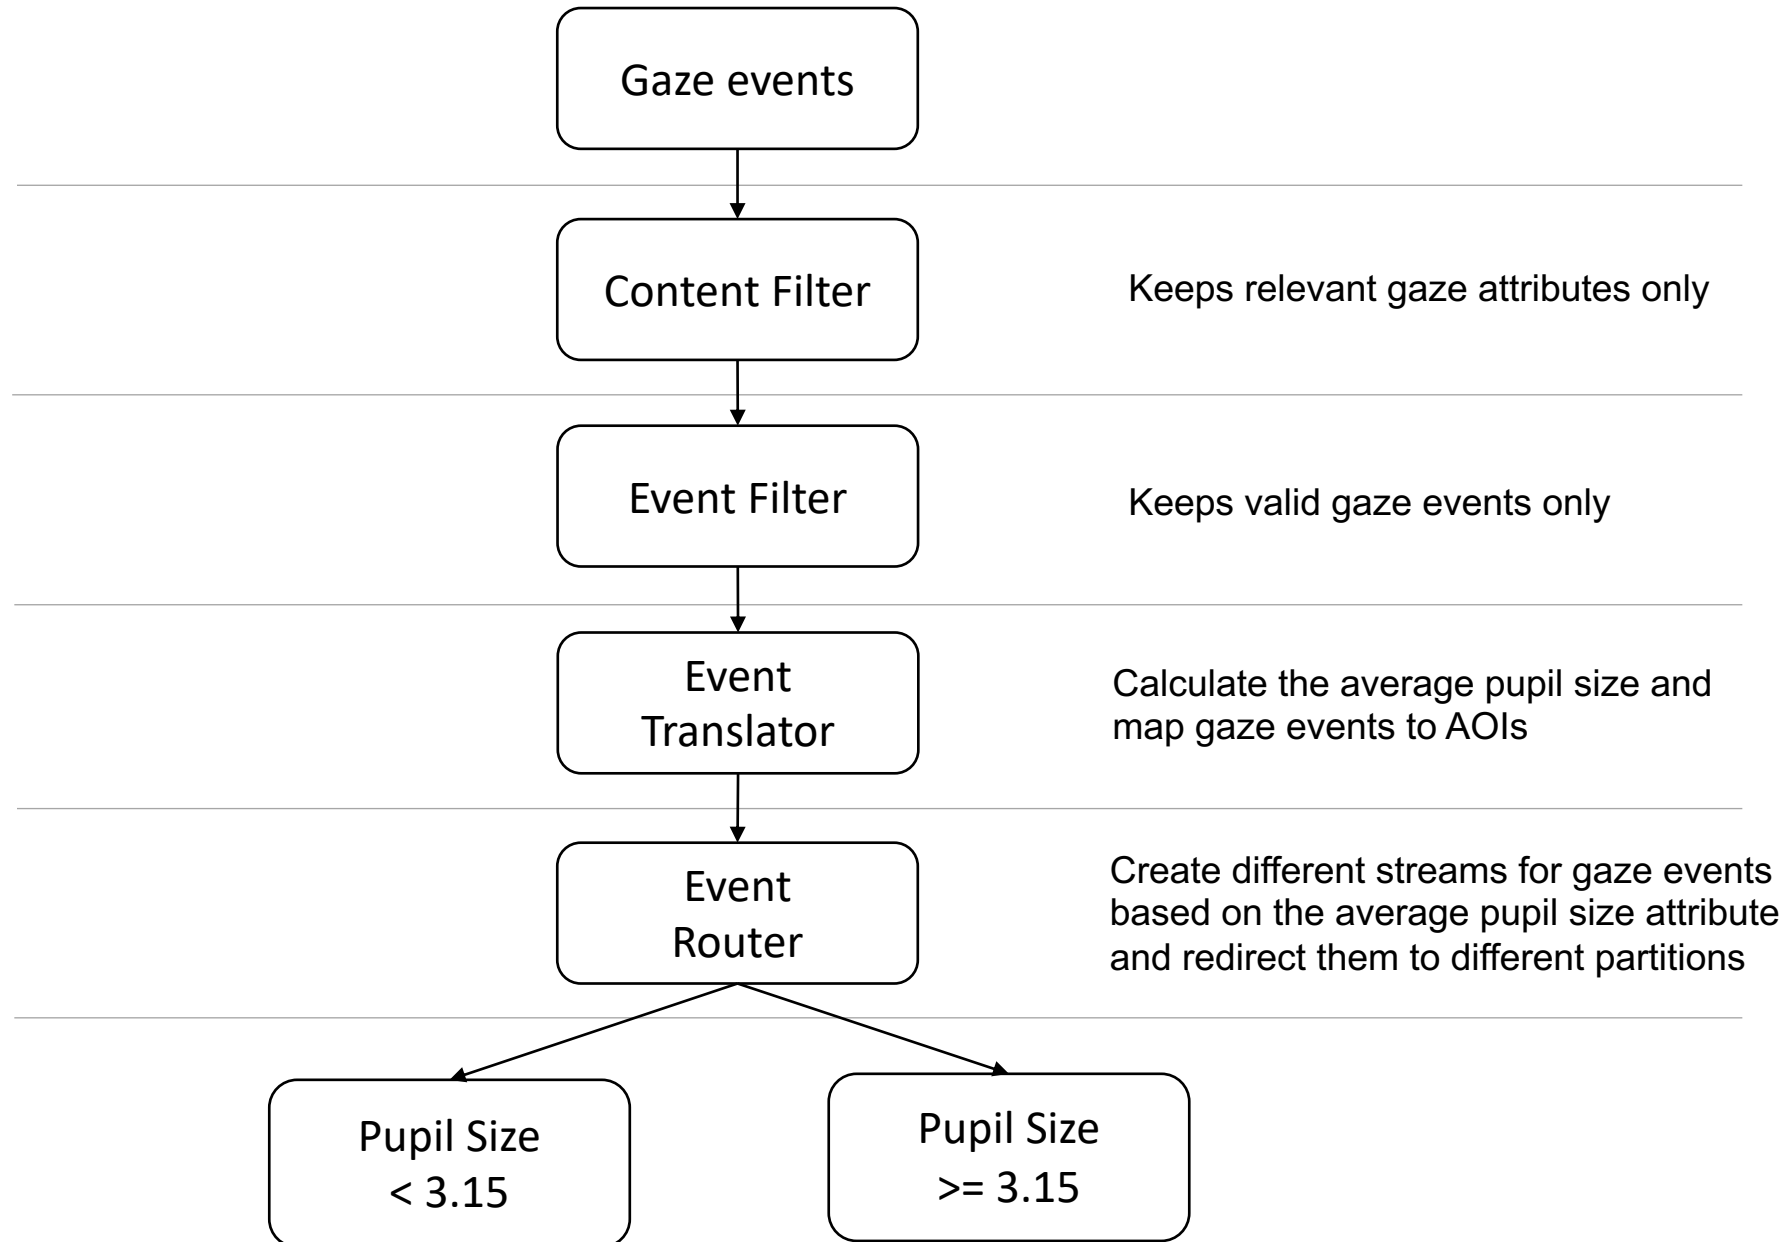 Gaze events
Content Filter
Keeps relevant gaze attributes only
Event Filter
Keeps valid gaze events only
Event
Translator
Calculate the average pupil size and
map gaze events to AOIs
Event
Router
Create different streams for gaze events
based on the average pupil size attribute
and redirect them to different partitions
Pupil Size
< 3.15
Pupil Size
>= 3.15